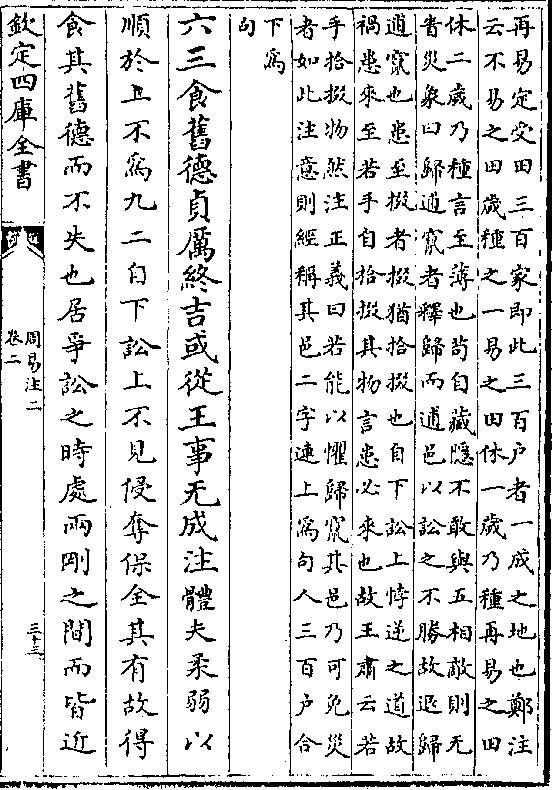 再易定受田三百家即此三百户者一成之地也鄭注
云不易之田歲種之一易之田休一歲乃種再易之田
休二歲乃種言至薄也苟自藏隱不敢與五相敵則无
眚災象曰歸逋竄者釋歸而逋邑以訟之不勝故退歸
逋竄也患至掇者掇猶拾掇也自下訟上悖逆之道故
禍患來至若手自拾掇其物言患必來也故王肅云若
手拾掇物然注正義曰若能以懼歸竄其邑乃可免災
者如此注意則經稱其邑二字連上爲句人三百户合
下爲
句
六三食舊德貞厲終吉或從王事无成注體夫柔弱以
順於上不爲九二自下訟上不見侵奪保全其有故得
食其舊德而不失也居爭訟之時處兩剛之間而皆近
欽定四庫全書
周易注二
卷二
三十三